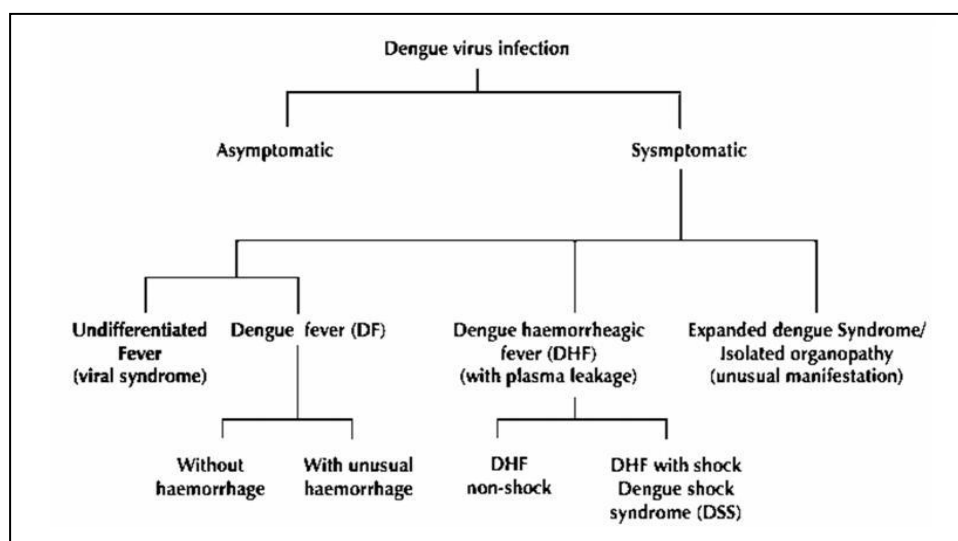 Dengue virus infection
Asymptomatic
Sysmptomatic
Undifferentiated
Fever
(viral syndrome)
Dengue fever (DF)
Dengue haemorrheagic
fever (DHF)
(with plasma leakage)
Expanded dengue Syndrome/
Isolated organopathy
(unusual manifestation)
Without
haemorrhage
With unusual
haemorrhage
DHF
non-shock
DHF with shock
Dengue shock
syndrome (DSS)